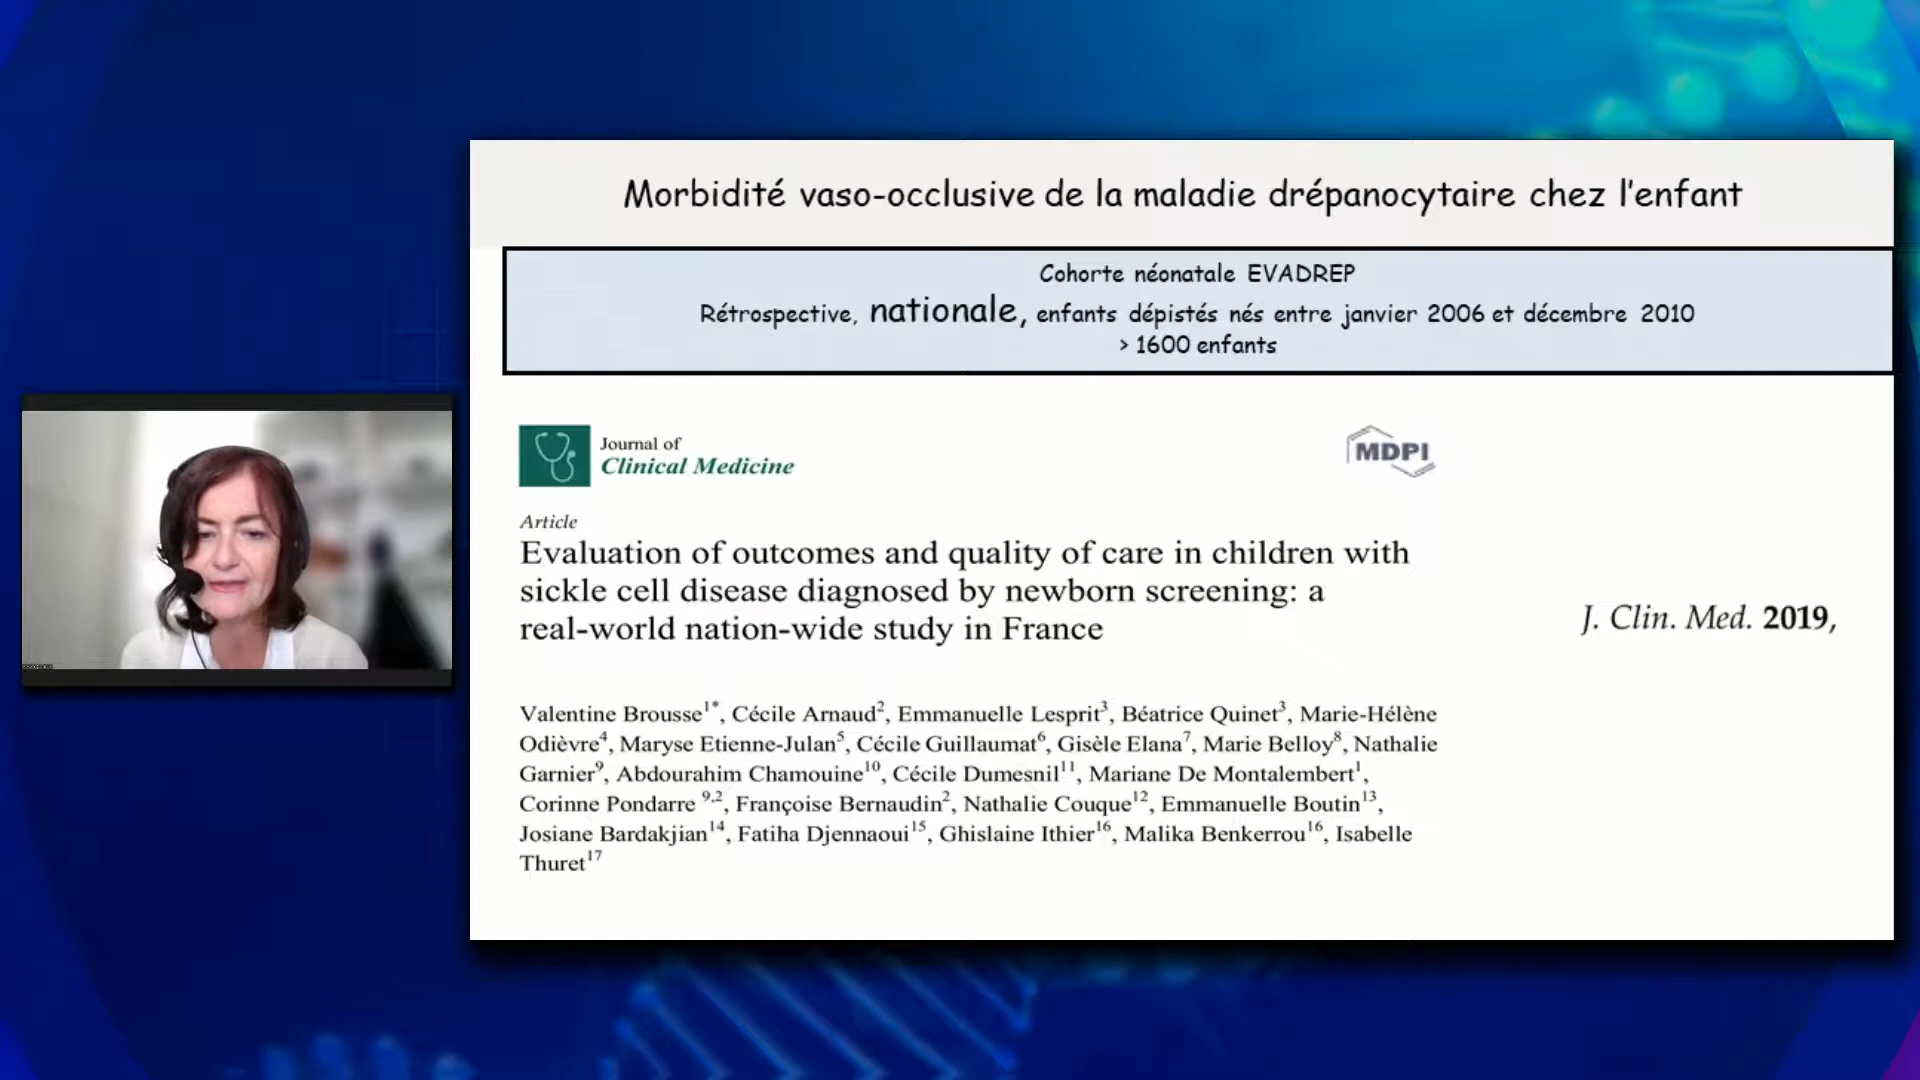 Morbidité vaso-occlusive de la maladie drépanocytaire chez l'enfant
Cohorte néonatale EVADREP
Rétrospective, nationale, enfants dépistés nés entre janvier 2006 et décembre 2010
> 1600 enfants
Journal of
Clinical Medicine
MDPI
Article
Evaluation of outcomes and quality of care in children with
sickle cell disease diagnosed by newborn screening: a
real-world nation-wide study in France
J. Clin. Med. 2019,
Valentine Brousse1*, Cécile Arnaud2, Emmanuelle Lesprit3, Béatrice Quinet3, Marie-Hélène
Odièvre4, Maryse Etienne-Julan5, Cécile Guillaumat6, Gisèle Elana7, Marie Belloy8, Nathalie
Garnier9, Abdourahim Chamouine10, Cécile Dumesnil11, Mariane De Montalembert1,
Corinne Pondarre 9,2, Françoise Bernaudin2, Nathalie Couque12, Emmanuelle Boutin13,
Josiane Bardakjian14, Fatiha Djennaoui15, Ghislaine Ithier16, Malika Benkerrou16, Isabelle
Thuret17